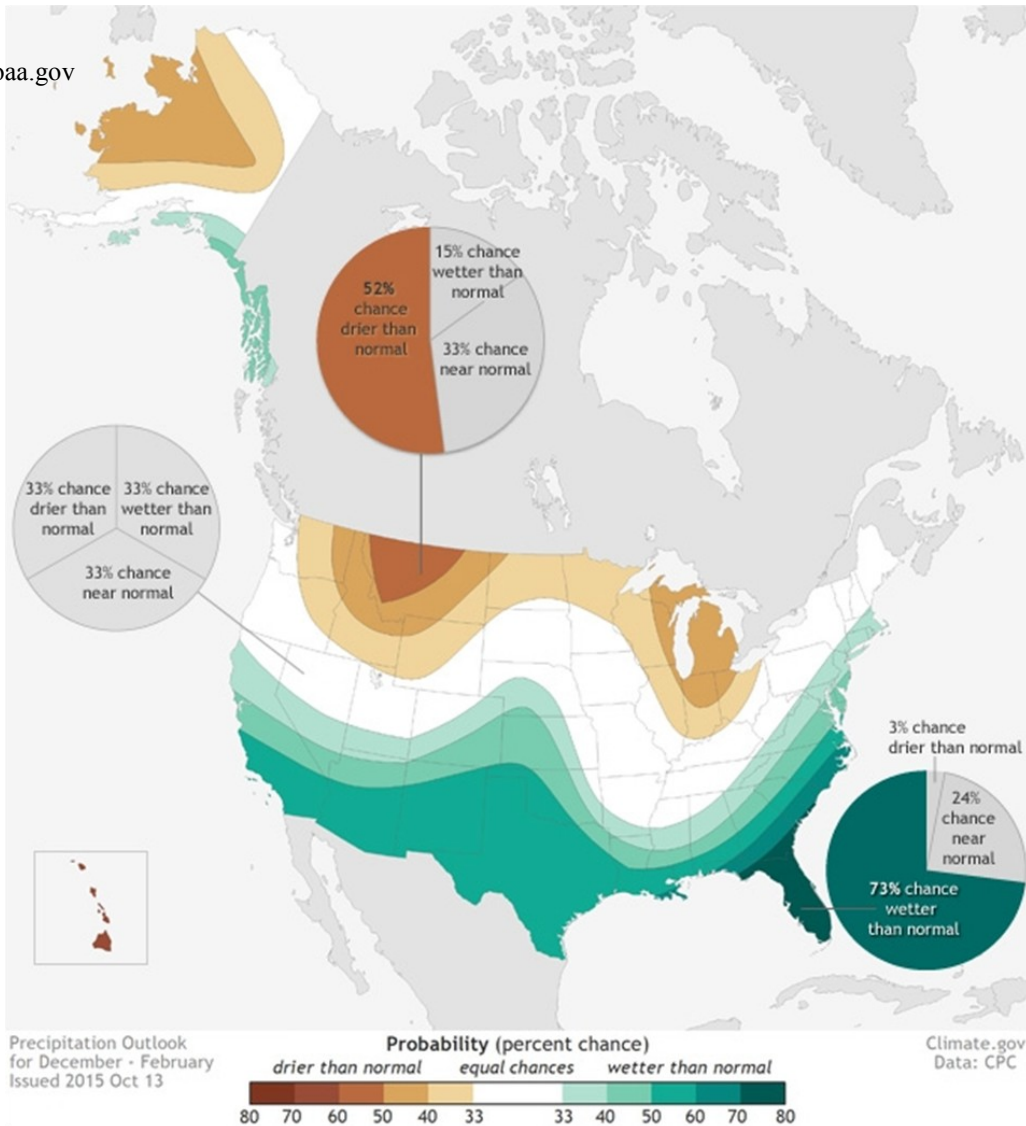 oaa.gov
15% chance
wetter than
normal
52%
chance
drier than
normal
33% chance
near normal
33% chance
drier than
normal
33% chance
wetter than
normal
33% chance
near normal
3% chance
drier than normal
24%
chance
near
normal
73% chance
wetter
than normal
Precipitation Outlook
for December - February
Issued 2015 Oct 13
Probability (percent chance)
drier than normal equal chances wetter than normal
80 70 60 50 40 33 33 40 50 60 70 80
Climate.gov
Data: CPC